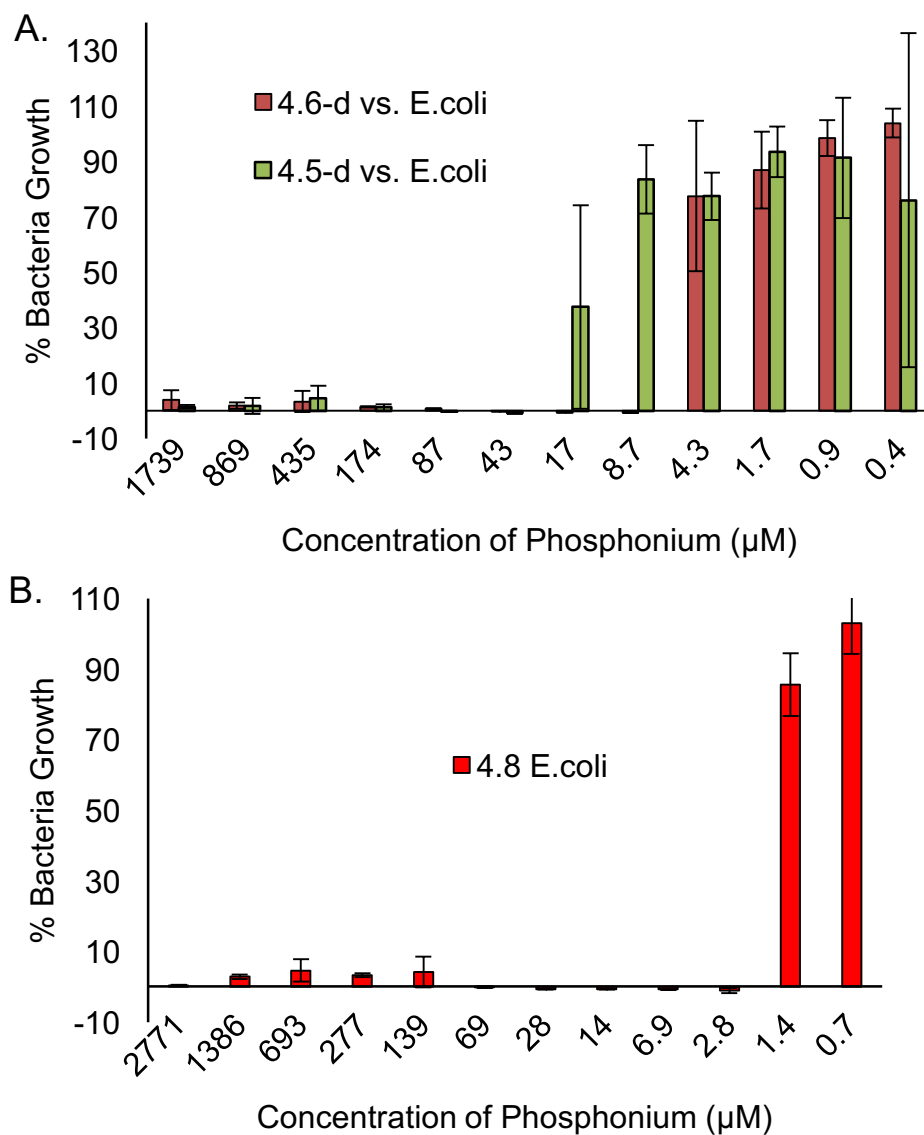 A.
% Bacteria Growth
130
110
90
70
50
30
10
-10
4.6-d vs. E.coli
4.5-d vs. E.coli
1739 869 435 174 87 43 17 8.7 4.3 1.7 0.9 0.4
Concentration of Phosphonium (µM)
B.
% Bacteria Growth
110
90
70
50
30
10
-10
4.8 E.coli
2771 1386 693 277 139 69 28 14 6.9 2.8 1.4 0.7
Concentration of Phosphonium (µM)